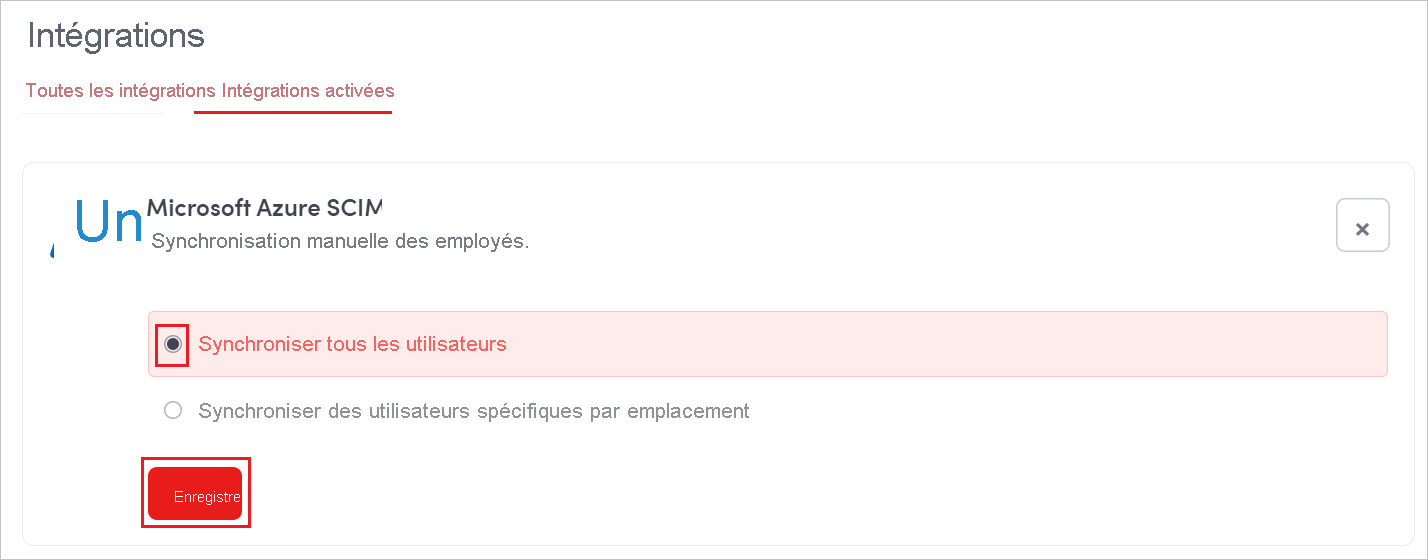 Intégrations
Toutes les intégrations Intégrations activées
Un Microsoft Azure SCIM
Synchronisation manuelle des employés.
×
Synchroniser tous les utilisateurs
Synchroniser des utilisateurs spécifiques par emplacement
Enregistre